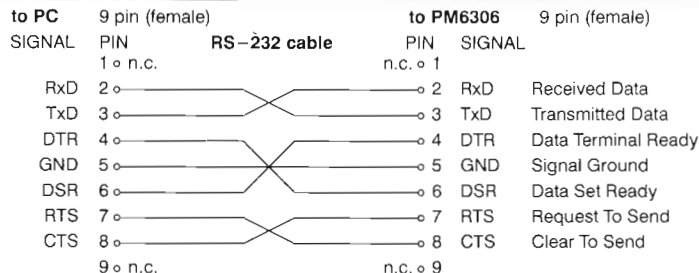 to PC 9 pin (female) to PM6306 9 pin (female)
SIGNAL PIN RS-232 cable PIN SIGNAL
1 n.c. n.c. 1
RxD 2 2 RxD Received Data
TxD 3 3 TxD Transmitted Data
DTR 4 4 DTR Data Terminal Ready
GND 5 5 GND Signal Ground
DSR 6 6 DSR Data Set Ready
RTS 7 7 RTS Request To Send
CTS 8 8 CTS Clear To Send
9 n.c. n.c. 9